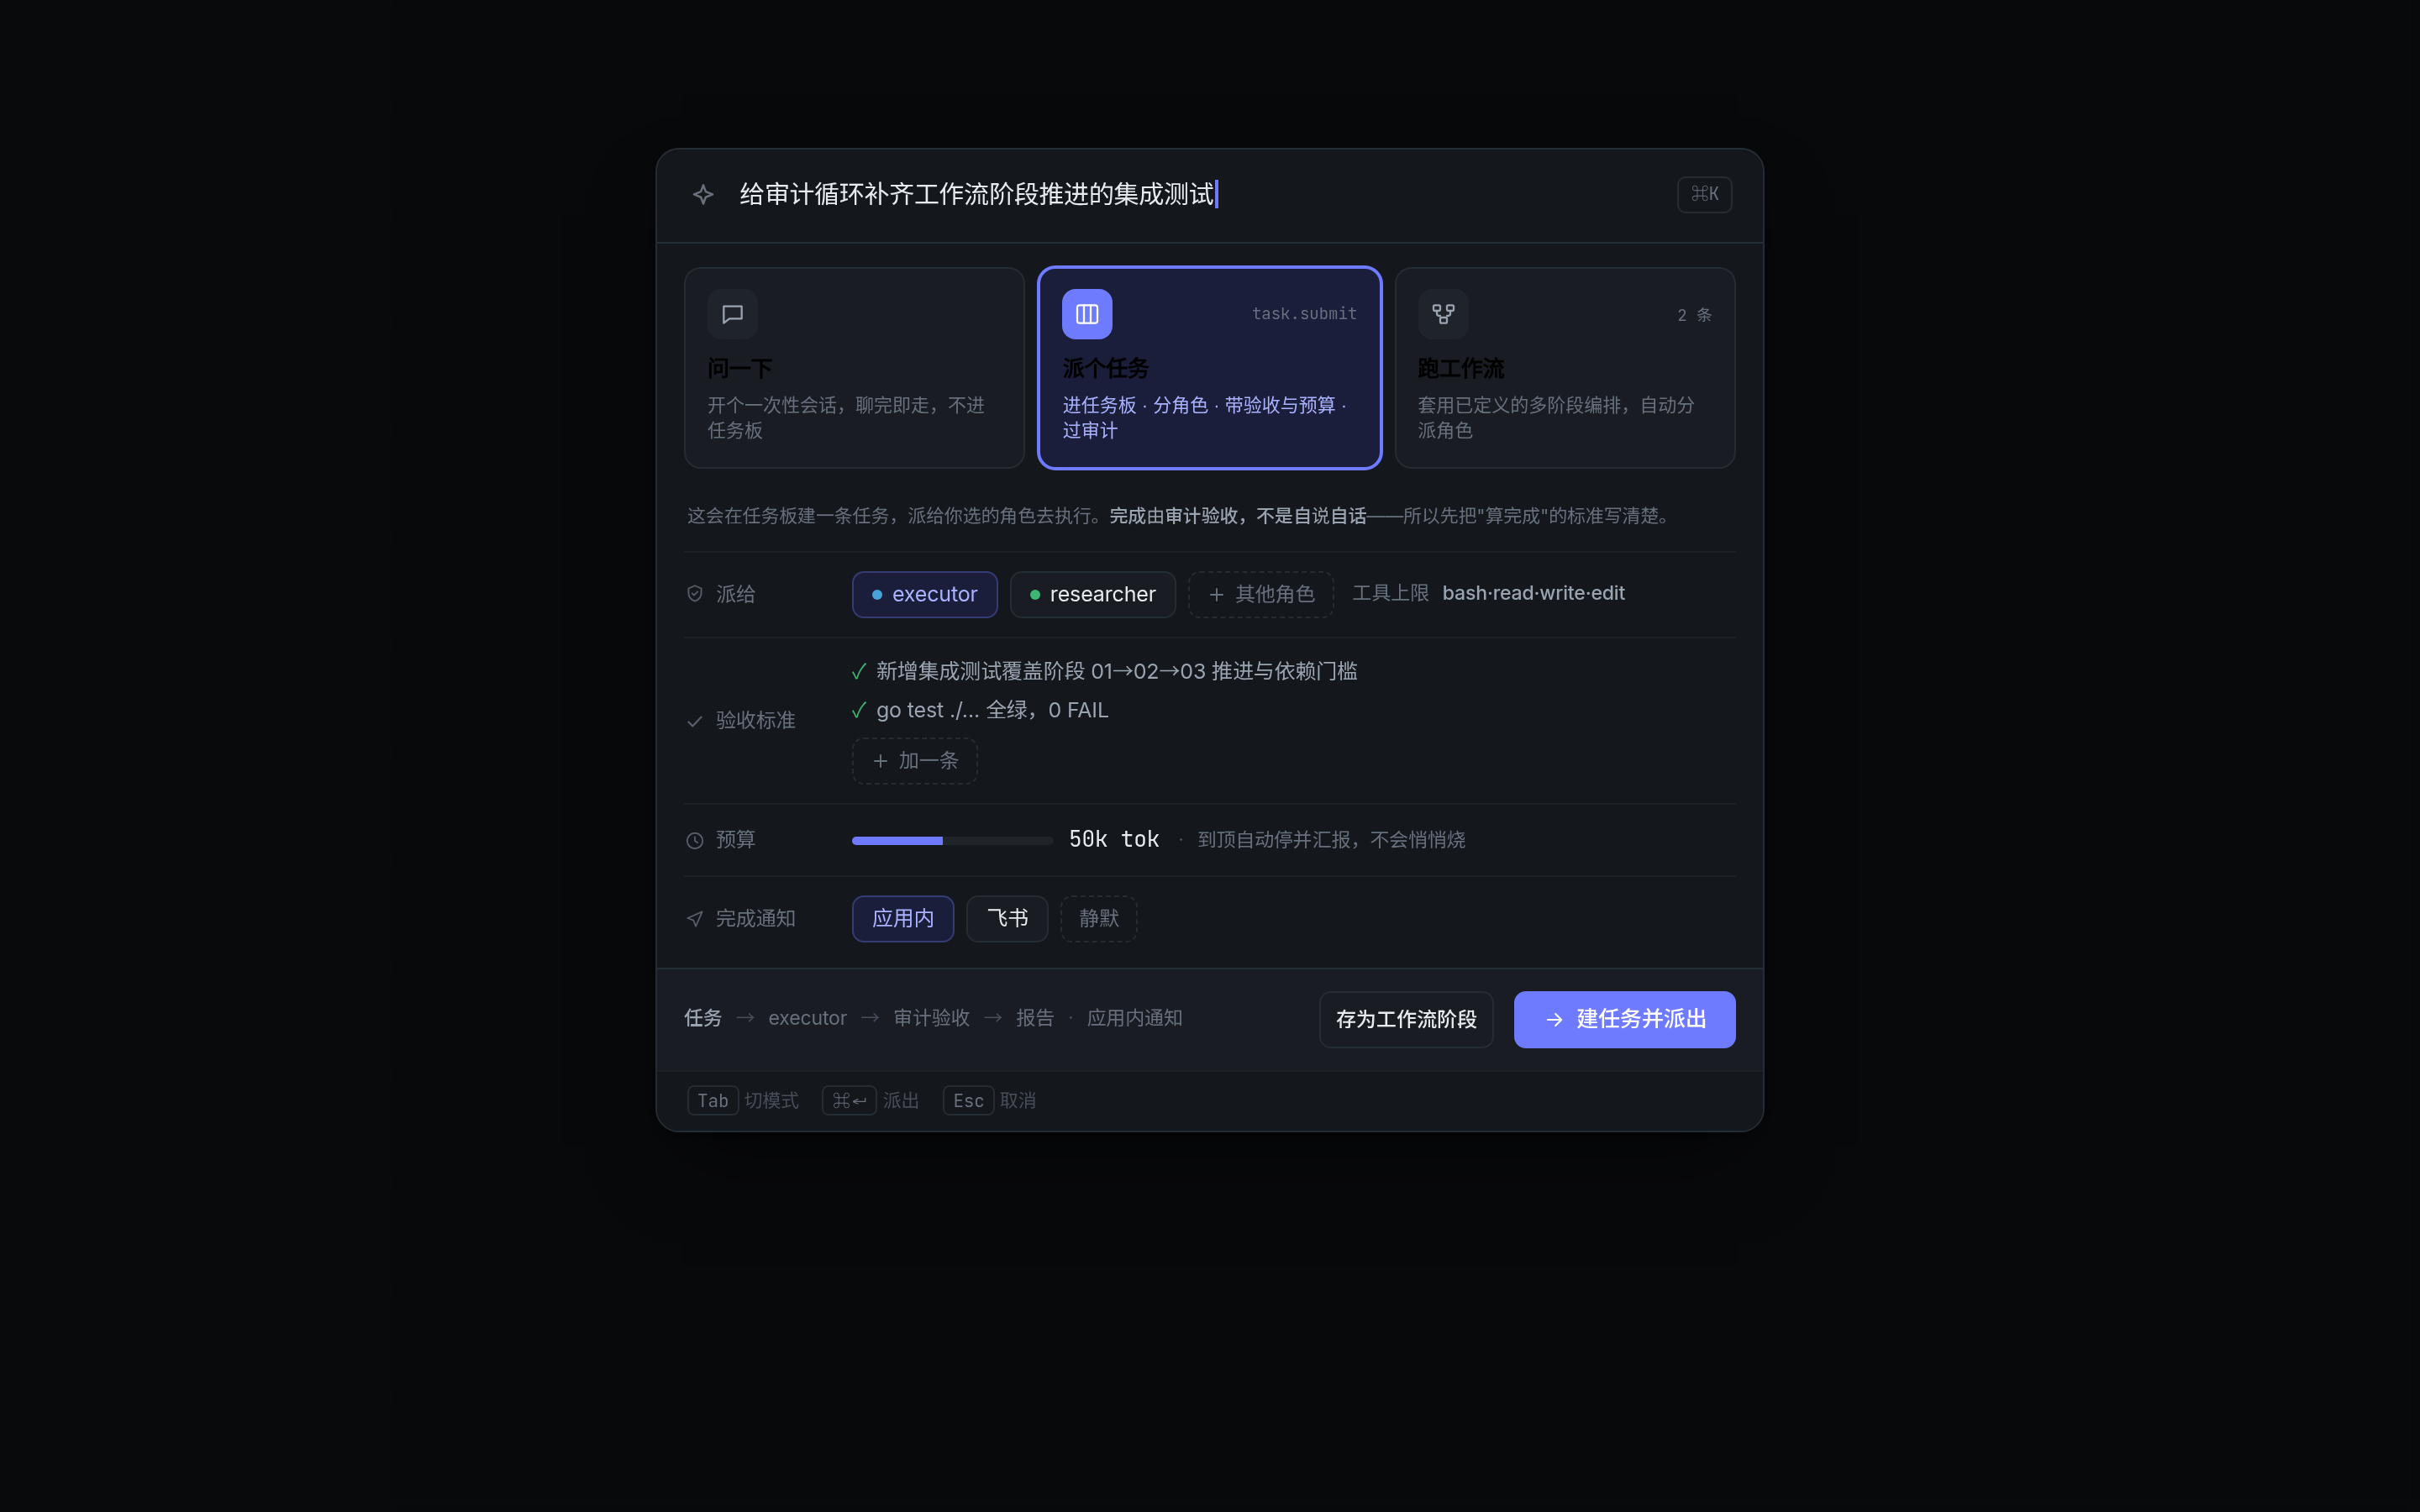 给审计循环补齐工作流阶段推进的集成测试
⌘K
问一下
开个一次性会话，聊完即走，不进
任务板
task.submit
派个任务
进任务板 · 分角色 · 带验收与预算 ·
过审计
2 条
跑工作流
套用已定义的多阶段编排，自动分
派角色
这会在任务板建一条任务，派给你选的角色去执行。完成由审计验收，不是自说自话——所以先把"算完成"的标准写清楚。
派给 executor researcher + 其他角色 工具上限 bash·read·write·edit
验收标准
✓ 新增集成测试覆盖阶段 01→02→03 推进与依赖门槛
✓ go test ./... 全绿，0 FAIL
+ 加一条
预算 50k tok · 到顶自动停并汇报，不会悄悄烧
完成通知 应用内 飞书 静默
任务 → executor → 审计验收 → 报告 · 应用内通知
存为工作流阶段
→ 建任务并派出
Tab 切模式 ⌘↵ 派出 Esc 取消